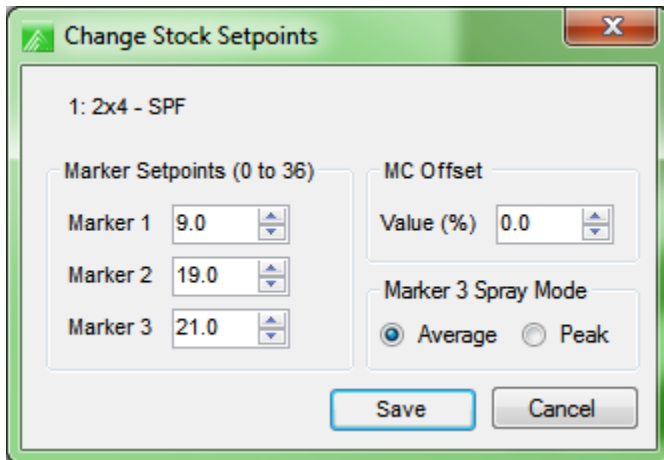 Change Stock Setpoints
1: 2x4 - SPF
Marker Setpoints (0 to 36)
Marker 1 9.0
Marker 2 19.0
Marker 3 21.0
MC Offset
Value (%) 0.0
Marker 3 Spray Mode
Average Peak
Save Cancel